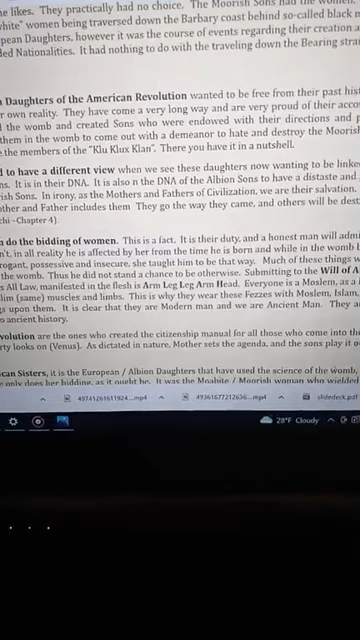 he likes. They practically had no choice. The Moorish Sons had the women.
white" women being traversed down the Barbary coast behind so-called black m
pean Daughters, however it was the course of events regarding their creation a
led Nationalities. It had nothing to do with the traveling down the Bearing stra
Daughters of the American Revolution wanted to be free from their past hist
r own reality. They have come a very long way and are very proud of their acco
the womb and created Sons who were endowed with their directions and p
them in the womb to come out with a demeanor to hate and destroy the Moorish
e the members of the "Klu Klux Klan". There you have it in a nutshell.
d to have a different view when we see these daughters now wanting to be linke
ns. It is in their DNA. It is also n the DNA of the Albion Sons to have a distaste and
ish Sons. In irony, as the Mothers and Fathers of Civilization, we are their salvation.
other and Father includes them They go the way they came, and others will be dest
chi –Chapter 4).
n do the bidding of women. This is a fact. It is their duty, and a honest man will admi
n't, in all reality he is affected by her from the time he is born and while in the womb b
rogant, possessive and insecure, she taught him to be that way. Much of these things w
the womb. Thus he did not stand a chance to be otherwise. Submitting to the Will of A
s All Law, manifested in the flesh is Arm Leg Leg Arm Head. Everyone is a Moslem, as a
lim (same) muscles and limbs. This is why they wear these Fezzes with Moslem, Islam,
gs upon them. It is clear that they are Modern man and we are Ancient Man. They a
o ancient history.
volution are the ones who created the citizenship manual for all those who come into the
rty looks on (Venus). As dictated in nature, Mother sets the agenda, and the sons play it o
ican Sisters, it is the European / Albion Daughters that have used the science of the womb,
e only does her bidding, as it ought be. It was the Moabite / Moorish woman who wielded
49741261611924...mp4 49361677212636...mp4 slidedeck.pdf
28°F Cloudy